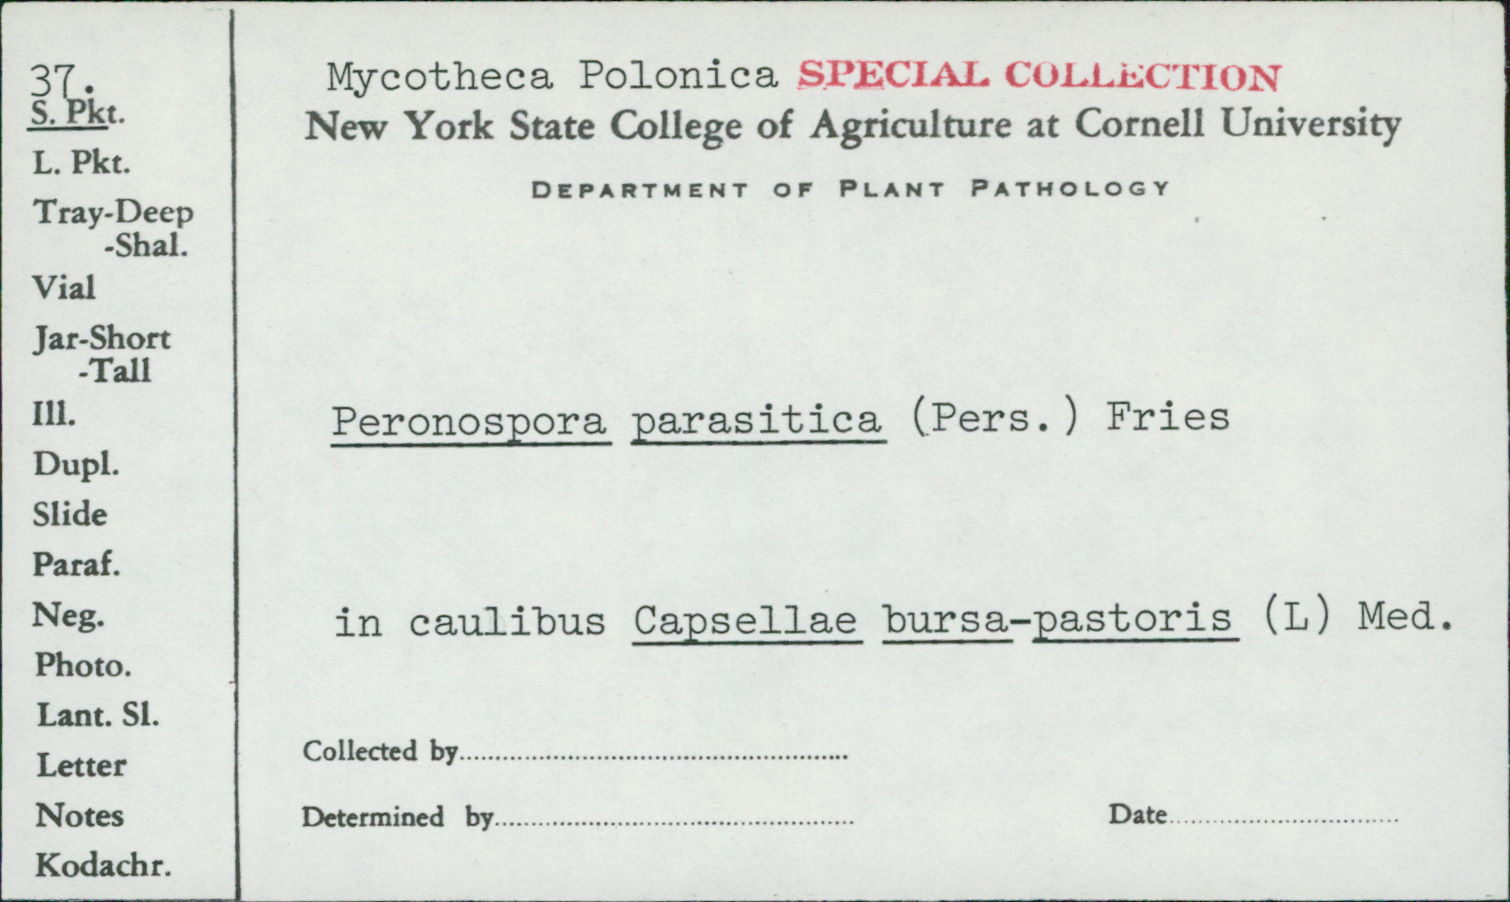 37.
S. Pkt.
L. Pkt.
Tray-Deep
-Shal.
Vial
Jar-Short
-Tall
Ill.
Dupl.
Slide
Paraf.
Neg.
Photo.
Lant. Sl.
Letter
Notes
Kodachr.
Mycotheca Polonica SPECIAL COLLECTION
New York State College of Agriculture at Cornell University
DEPARTMENT OF PLANT PATHOLOGY
Peronospora parasitica (Pers.) Fries
in caulibus Capsellae bursa-pastoris (L) Med.
Collected by
Determined by Date